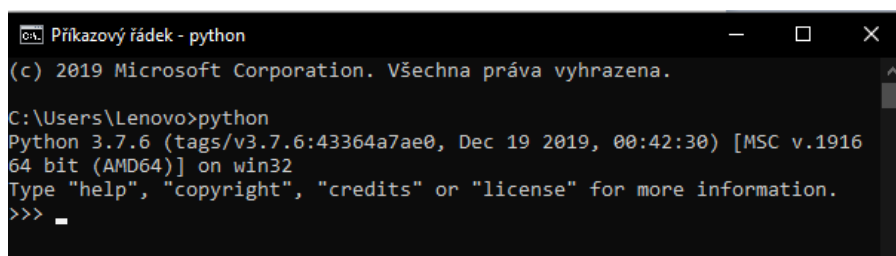 Příkazový řádek - python
(c) 2019 Microsoft Corporation. Všechna práva vyhrazena.
C:\Users\Lenovo>python
Python 3.7.6 (tags/v3.7.6:43364a7ae0, Dec 19 2019, 00:42:30) [MSC v.1916
64 bit (AMD64)] on win32
Type "help", "copyright", "credits" or "license" for more information.
>>> _